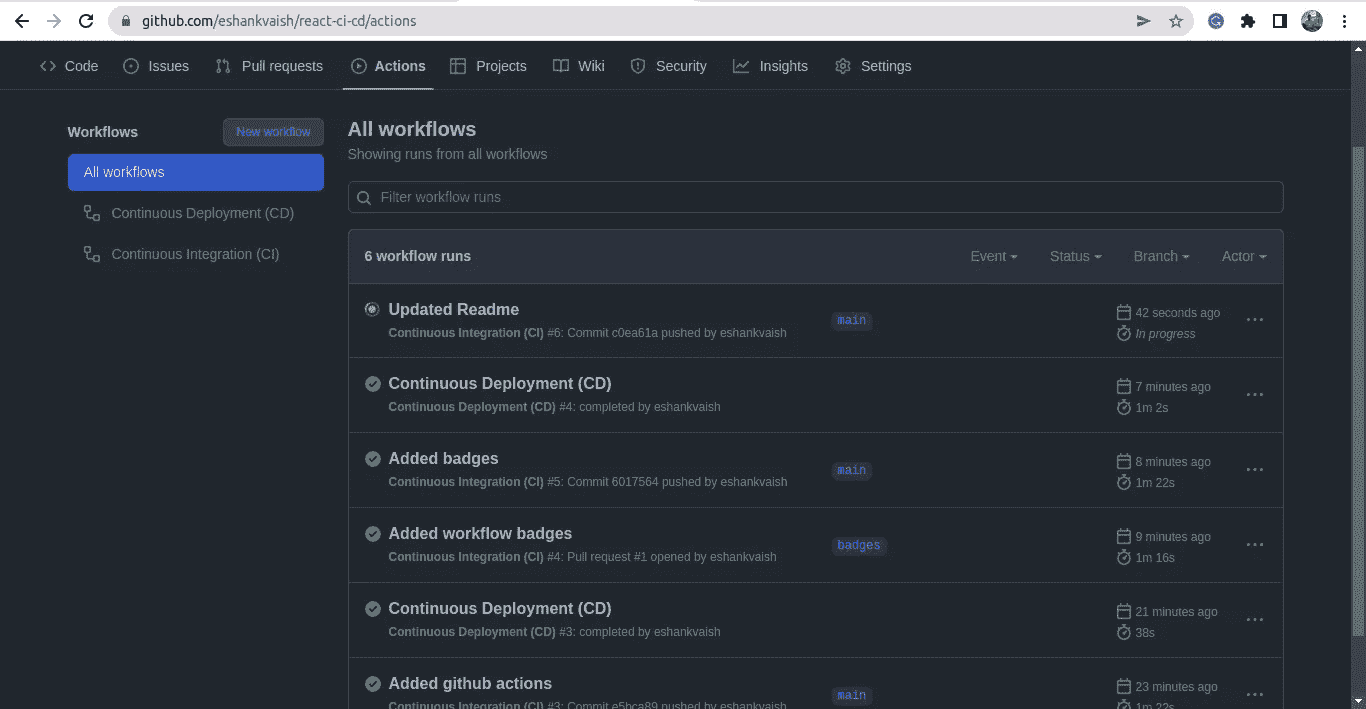 github.com/eshankvaish/react-ci-cd/actions
Code Issues Pull requests Actions Projects Wiki Security Insights Settings
Workflows
New workflow
All workflows
Continuous Deployment (CD)
Continuous Integration (CI)
All workflows
Showing runs from all workflows
Filter workflow runs
6 workflow runs Event Status Branch Actor
Updated Readme
Continuous Integration (CI) #6: Commit c0ea61a pushed by eshankvaish
main
42 seconds ago
In progress
Continuous Deployment (CD)
Continuous Deployment (CD) #4: completed by eshankvaish
7 minutes ago
1m 2s
Added badges
Continuous Integration (CI) #5: Commit 6017564 pushed by eshankvaish
main
8 minutes ago
1m 22s
Added workflow badges
Continuous Integration (CI) #4: Pull request #1 opened by eshankvaish
badges
9 minutes ago
1m 16s
Continuous Deployment (CD)
Continuous Deployment (CD) #3: completed by eshankvaish
21 minutes ago
38s
Added github actions
Continuous Integration (CI) #3: Commit e5bca89 pushed by eshankvaish
main
23 minutes ago
1m 22s